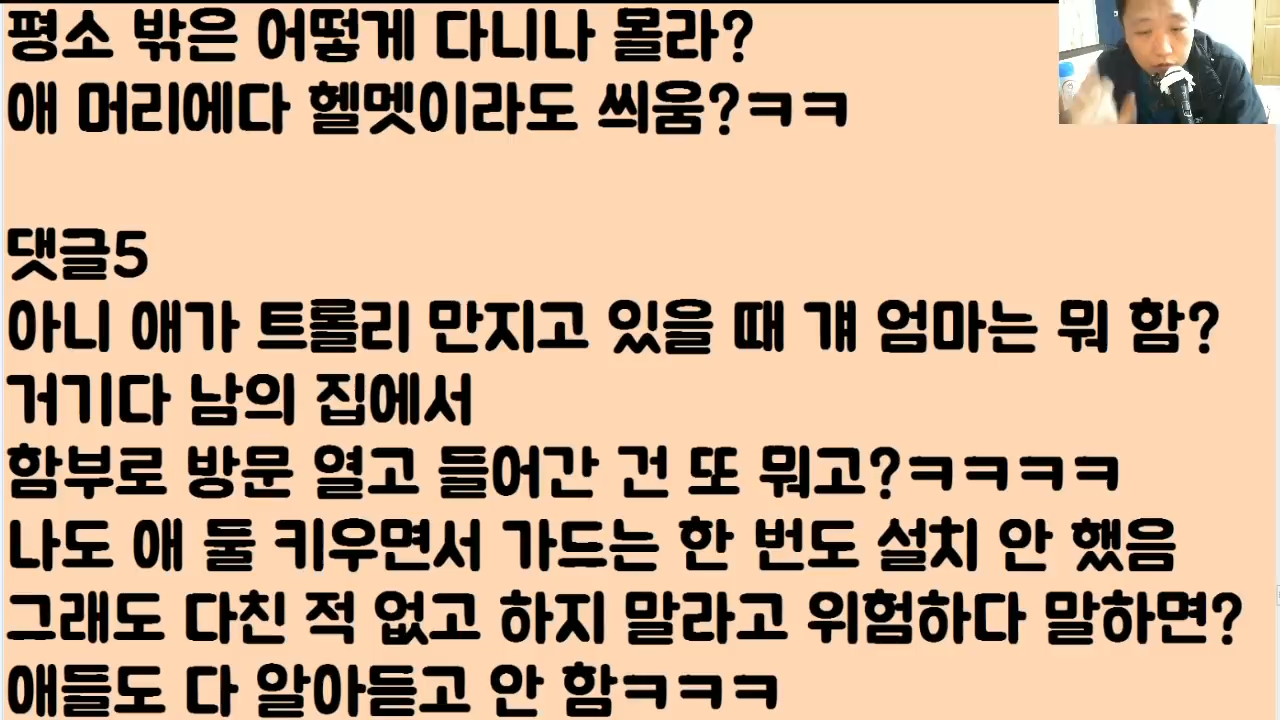 평소 밖은 어떻게 다니나 몰라?
애 머리에다 헬멧이라도 씌움?ㅋㅋ
댓글5
아니 애가 트롤리 만지고 있을 때 걔 엄마는 뭐 함?
거기다 남의 집에서
함부로 방문 열고 들어간 건 또 뭐고?ㅋㅋㅋㅋ
나도 애 둘 키우면서 가드는 한 번도 설치 안 했음
그래도 다친 적 없고 하지 말라고 위험하다 말하면?
애들도 다 알아듣고 안 함ㅋㅋㅋ